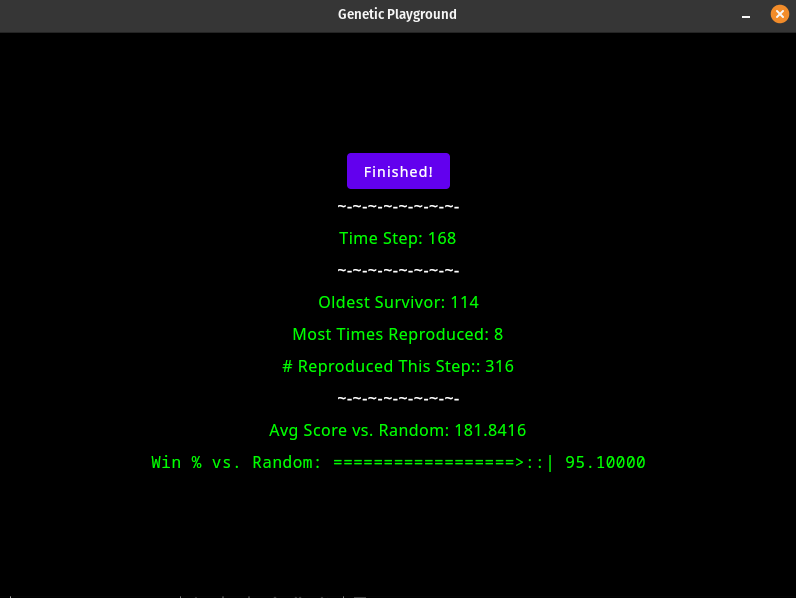 Genetic Playground
Finished!
~-~-~-~-~-~-~-~-
Time Step: 168
~-~-~-~-~-~-~-~-
Oldest Survivor: 114
Most Times Reproduced: 8
# Reproduced This Step:: 316
~-~-~-~-~-~-~-~-
Avg Score vs. Random: 181.8416
Win % vs. Random: ==================>::| 95.10000